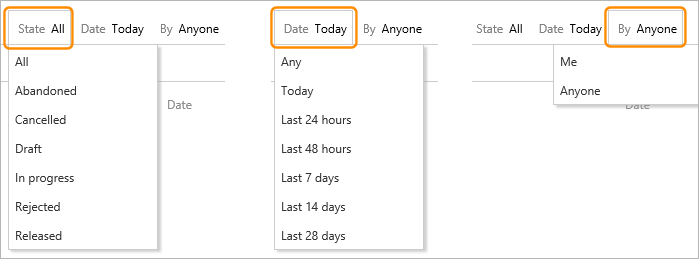 State All Date Today By Anyone
All
Abandoned
Cancelled
Draft
In progress
Rejected
Released
Date
Date Today By Anyone
Any
Today
Last 24 hours
Last 48 hours
Last 7 days
Last 14 days
Last 28 days
State All Date Today By Anyone
Me
Anyone
Date